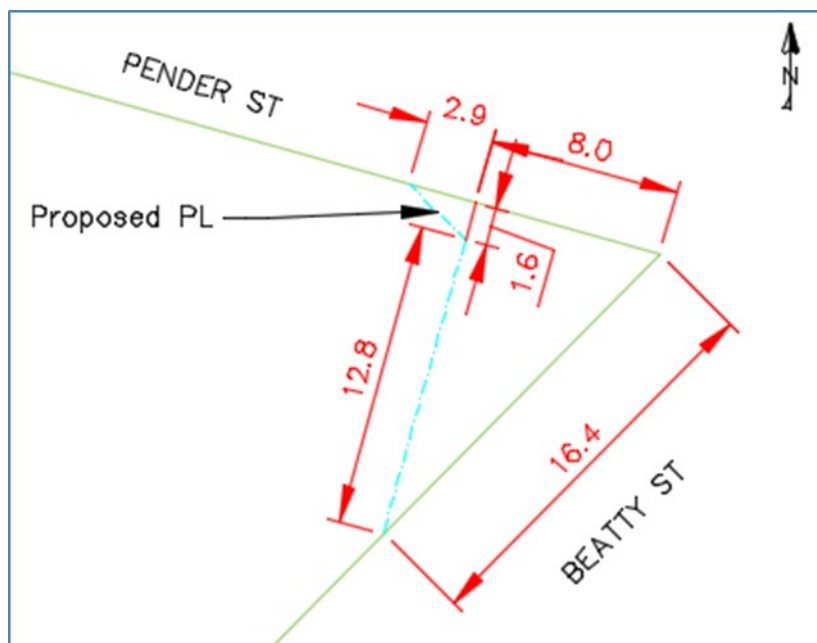 PENDER ST
2.9
8.0
N
Proposed PL
1.6
12.8
16.4
BEATTY ST